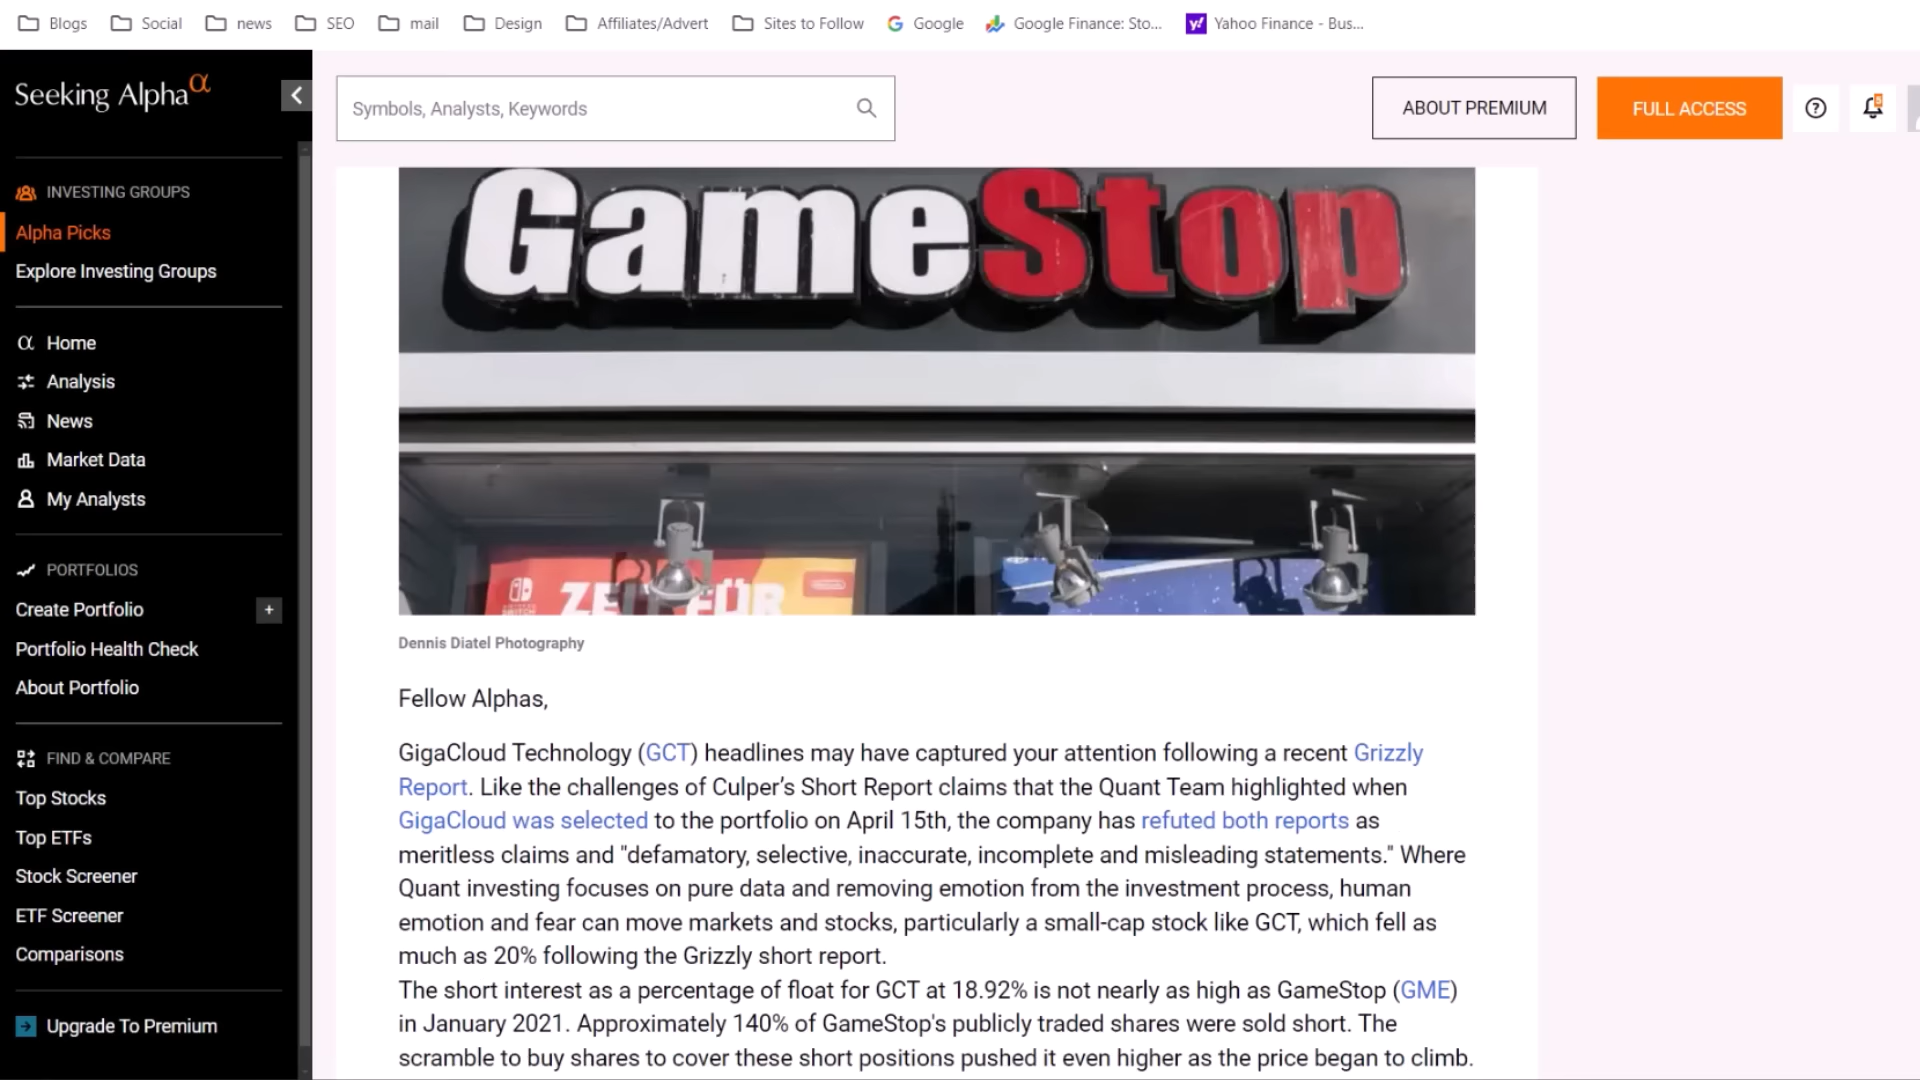 Blogs Social news SEO mail Design Affiliates/Advert Sites to Follow Google Google Finance: Sto... Yahoo Finance - Bus...
Seeking Alpha α
Symbols, Analysts, Keywords
ABOUT PREMIUM
FULL ACCESS
INVESTING GROUPS
Alpha Picks
Explore Investing Groups
Home
Analysis
News
Market Data
My Analysts
PORTFOLIOS
Create Portfolio
Portfolio Health Check
About Portfolio
FIND & COMPARE
Top Stocks
Top ETFs
Stock Screener
ETF Screener
Comparisons
Upgrade To Premium
GameStop
ZEIT FÜR
Dennis Diatel Photography
Fellow Alphas,
GigaCloud Technology (GCT) headlines may have captured your attention following a recent Grizzly
Report. Like the challenges of Culper’s Short Report claims that the Quant Team highlighted when
GigaCloud was selected to the portfolio on April 15th, the company has refuted both reports as
meritless claims and "defamatory, selective, inaccurate, incomplete and misleading statements." Where
Quant investing focuses on pure data and removing emotion from the investment process, human
emotion and fear can move markets and stocks, particularly a small-cap stock like GCT, which fell as
much as 20% following the Grizzly short report.
The short interest as a percentage of float for GCT at 18.92% is not nearly as high as GameStop (GME)
in January 2021. Approximately 140% of GameStop's publicly traded shares were sold short. The
scramble to buy shares to cover these short positions pushed it even higher as the price began to climb.